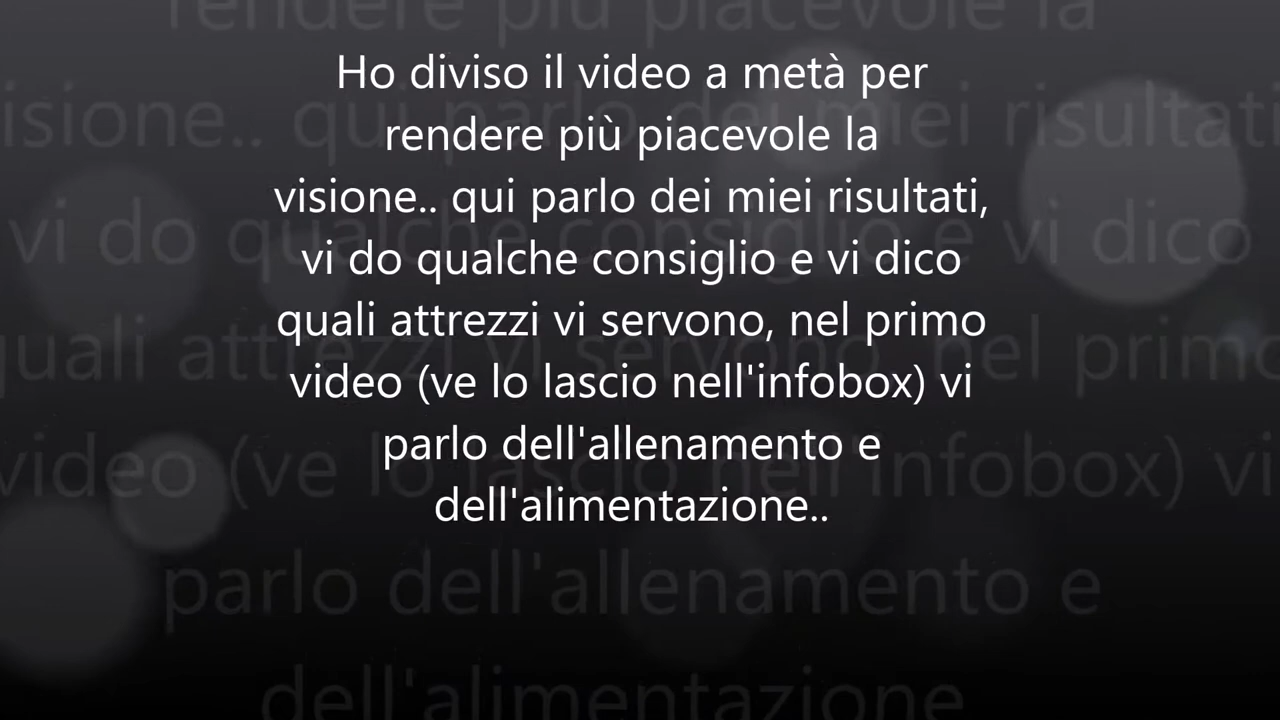 Ho diviso il video a metà per
rendere più piacevole la
visione.. qui parlo dei miei risultati,
vi do qualche consiglio e vi dico
quali attrezzi vi servono, nel primo
video (ve lo lascio nell'infobox) vi
parlo dell'allenamento e
dell'alimentazione..